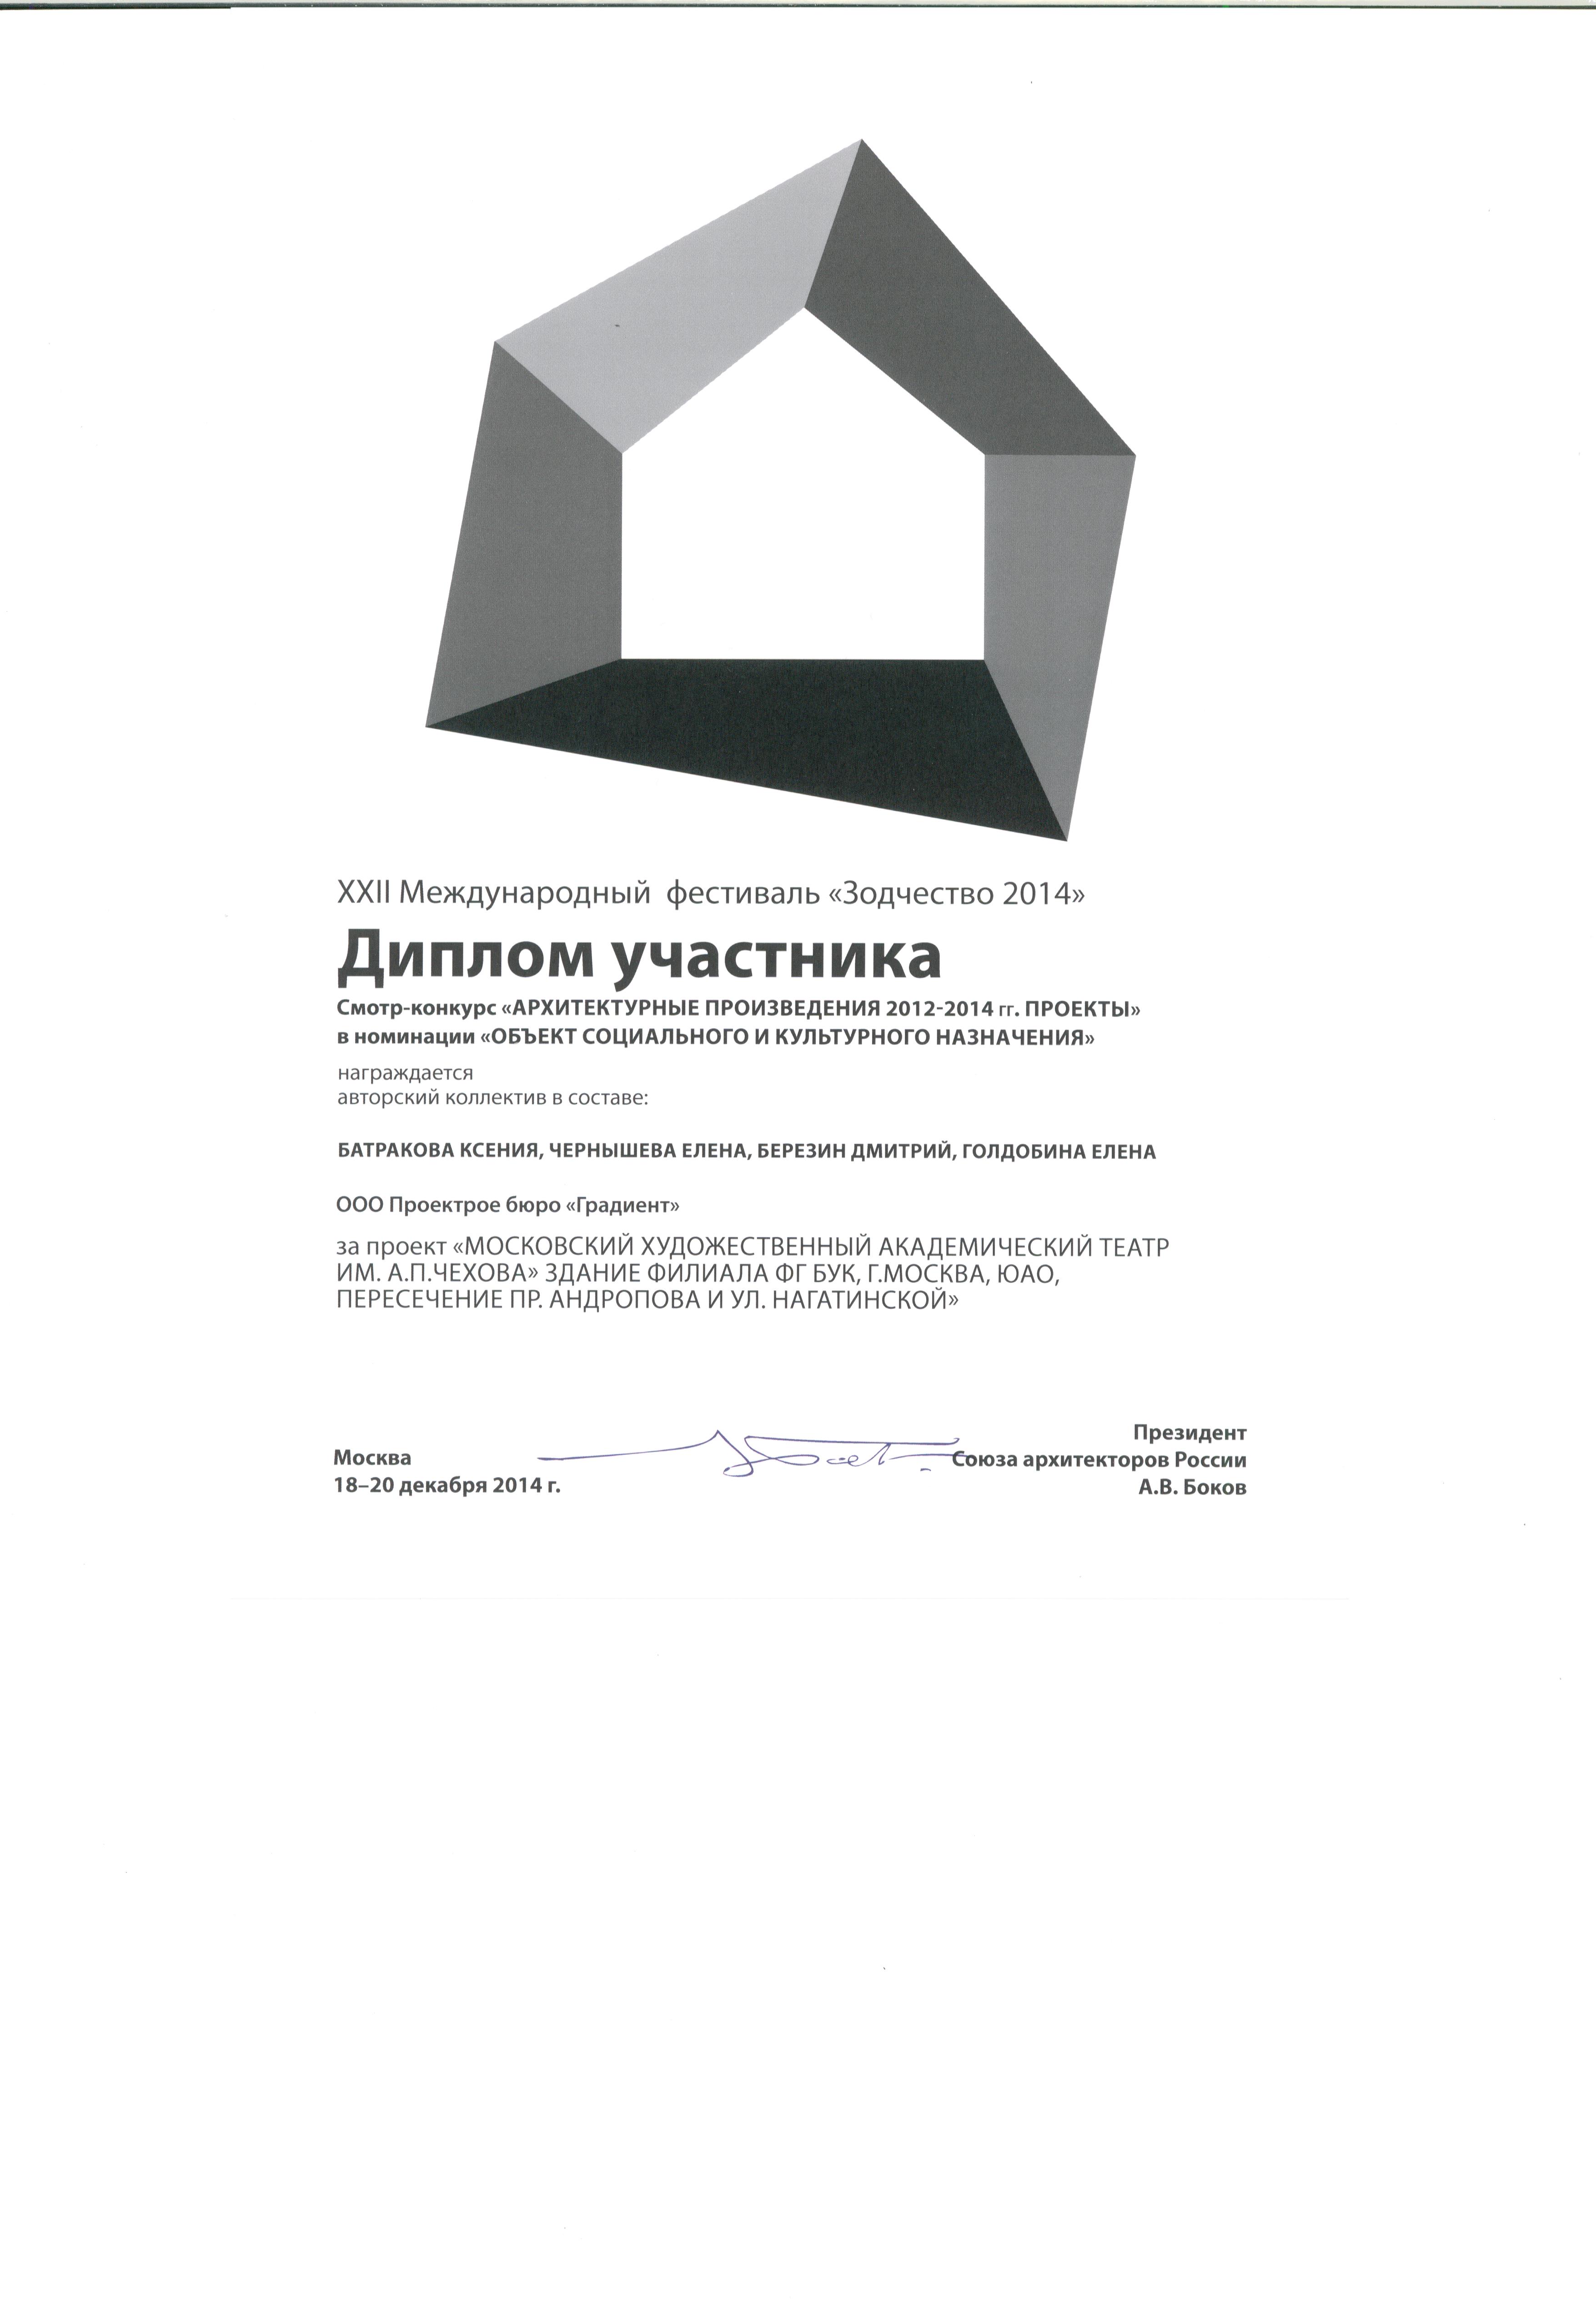 XXII Международный фестиваль «Зодчество 2014»
Диплом участника
Смотр-конкурс «АРХИТЕКТУРНЫЕ ПРОИЗВЕДЕНИЯ 2012-2014 гг. ПРОЕКТЫ»
в номинации «ОБЪЕКТ СОЦИАЛЬНОГО И КУЛЬТУРНОГО НАЗНАЧЕНИЯ»
награждается
авторский коллектив в составе:
БАТРАКОВА КСЕНИЯ, ЧЕРНЫШЕВА ЕЛЕНА, БЕРЕЗИН ДМИТРИЙ, ГОЛДОБИНА ЕЛЕНА
ООО Проектрое бюро «Градиент»
за проект «МОСКОВСКИЙ ХУДОЖЕСТВЕННЫЙ АКАДЕМИЧЕСКИЙ ТЕАТР
ИМ. А.П.ЧЕХОВА» ЗДАНИЕ ФИЛИАЛА ФГ БУК, Г.МОСКВА, ЮАО,
ПЕРЕСЕЧЕНИЕ ПР. АНДРОПОВА И УЛ. НАГАТИНСКОЙ»
Москва
18–20 декабря 2014 г.
Президент
Союза архитекторов России
А.В. Боков